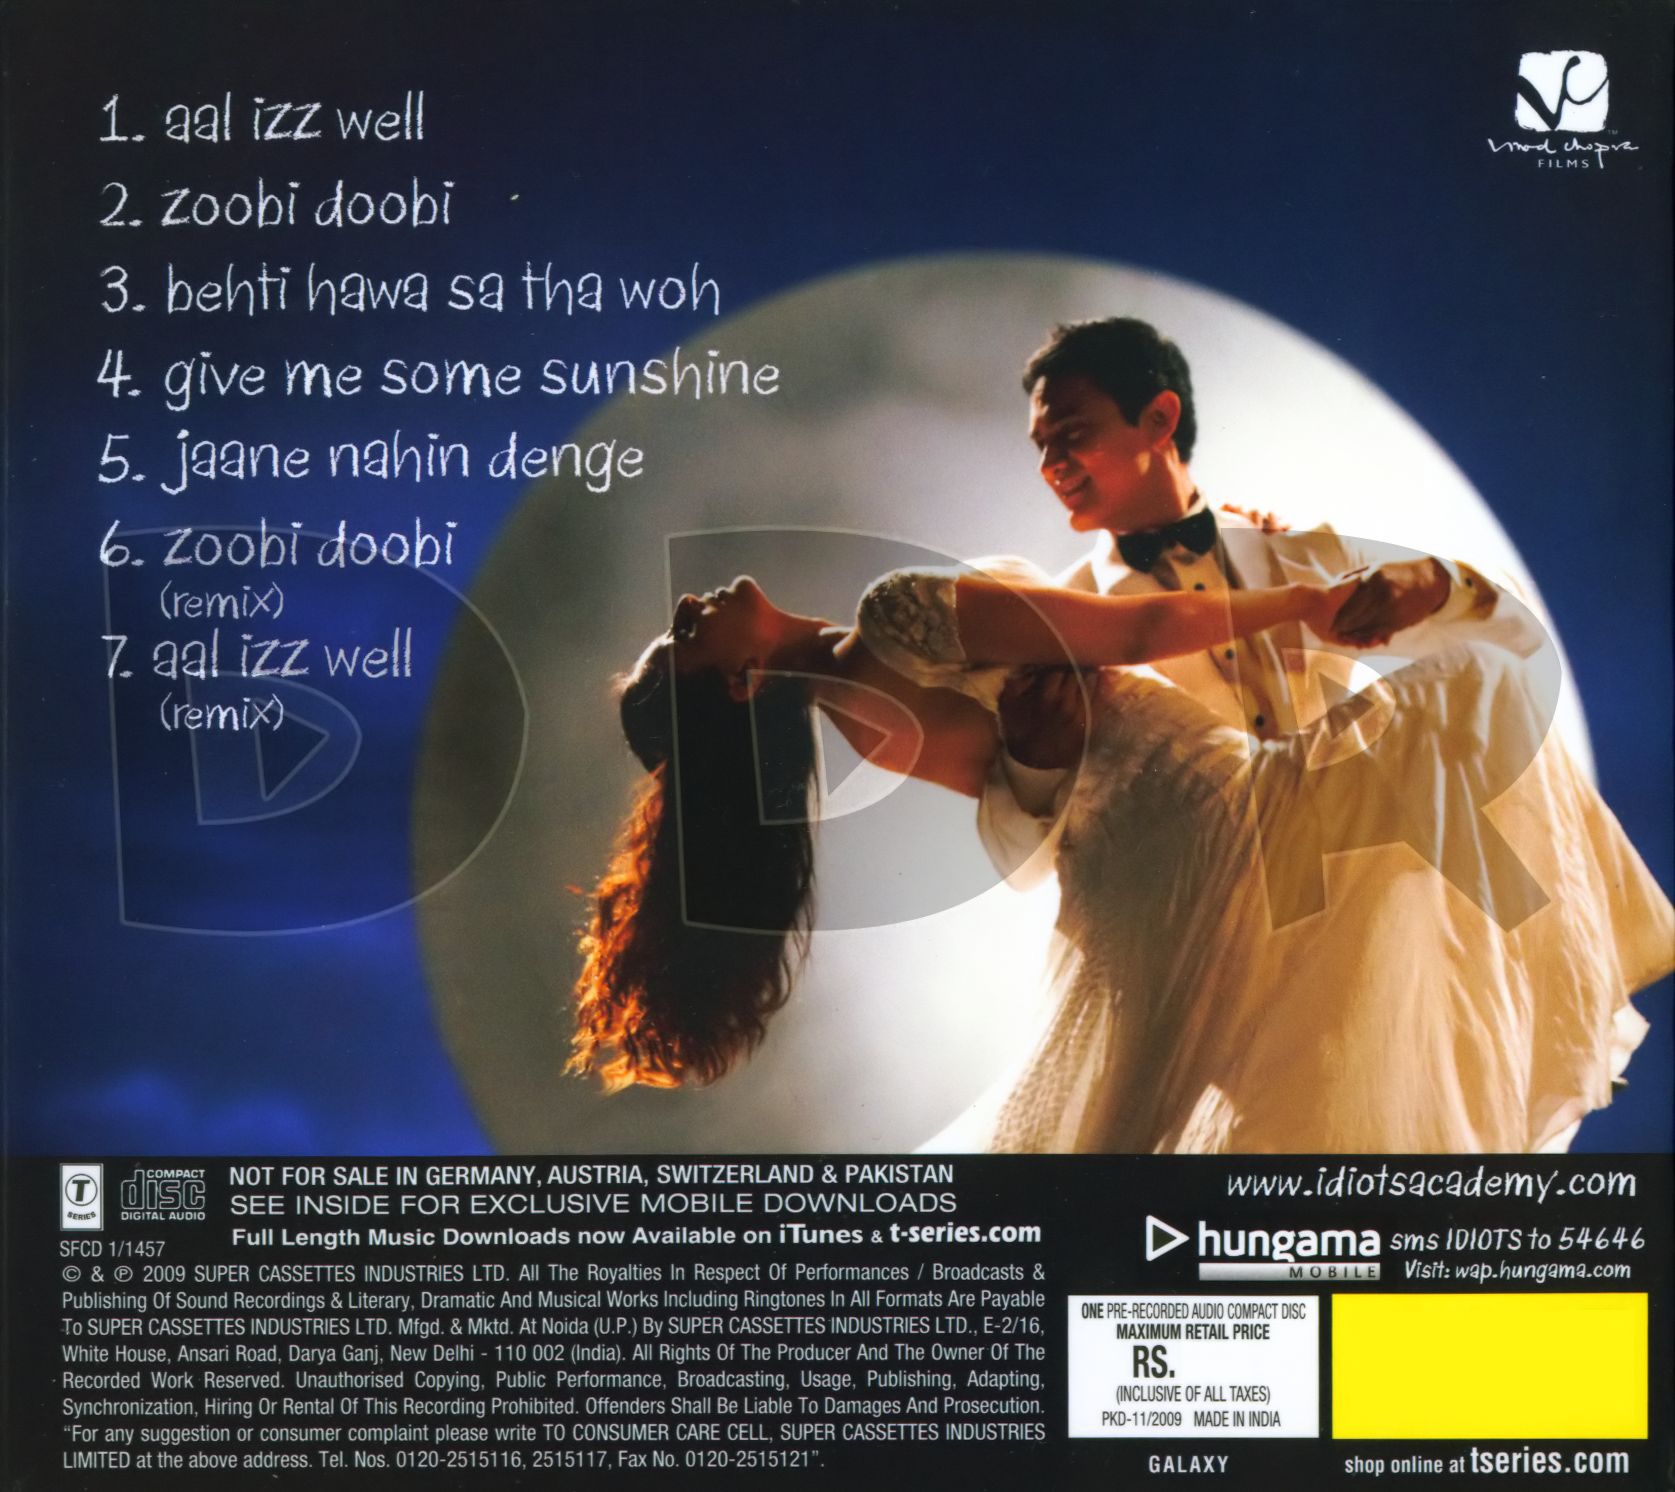 1. aal izz well
2. zoobi doobi
3. behti hawa sa tha woh
4. give me some sunshine
5. jaane nahin denge
6. zoobi doobi
(remix)
7. aal izz well
(remix)
VC
TM
vinod chopra
FILMS
DDR
T
SERIES
COMPACT
disc
DIGITAL AUDIO
NOT FOR SALE IN GERMANY, AUSTRIA, SWITZERLAND & PAKISTAN
SEE INSIDE FOR EXCLUSIVE MOBILE DOWNLOADS
Full Length Music Downloads now Available on iTunes & t-series.com
SFCD 1/1457
© & ℗ 2009 SUPER CASSETTES INDUSTRIES LTD. All The Royalties In Respect Of Performances / Broadcasts &
Publishing Of Sound Recordings & Literary, Dramatic And Musical Works Including Ringtones In All Formats Are Payable
To SUPER CASSETTES INDUSTRIES LTD. Mfgd. & Mktd. At Noida (U.P.) By SUPER CASSETTES INDUSTRIES LTD., E-2/16,
White House, Ansari Road, Darya Ganj, New Delhi - 110 002 (India). All Rights Of The Producer And The Owner Of The
Recorded Work Reserved. Unauthorised Copying, Public Performance, Broadcasting, Usage, Publishing, Adapting,
Synchronization, Hiring Or Rental Of This Recording Prohibited. Offenders Shall Be Liable To Damages And Prosecution.
“For any suggestion or consumer complaint please write TO CONSUMER CARE CELL, SUPER CASSETTES INDUSTRIES
LIMITED at the above address. Tel. Nos. 0120-2515116, 2515117, Fax No. 0120-2515121”.
www.idiotsacademy.com
hungama
MOBILE
sms IDIOTS to 54646
Visit: wap.hungama.com
ONE PRE-RECORDED AUDIO COMPACT DISC
MAXIMUM RETAIL PRICE
RS.
(INCLUSIVE OF ALL TAXES)
PKD-11/2009 MADE IN INDIA
GALAXY
shop online at tseries.com